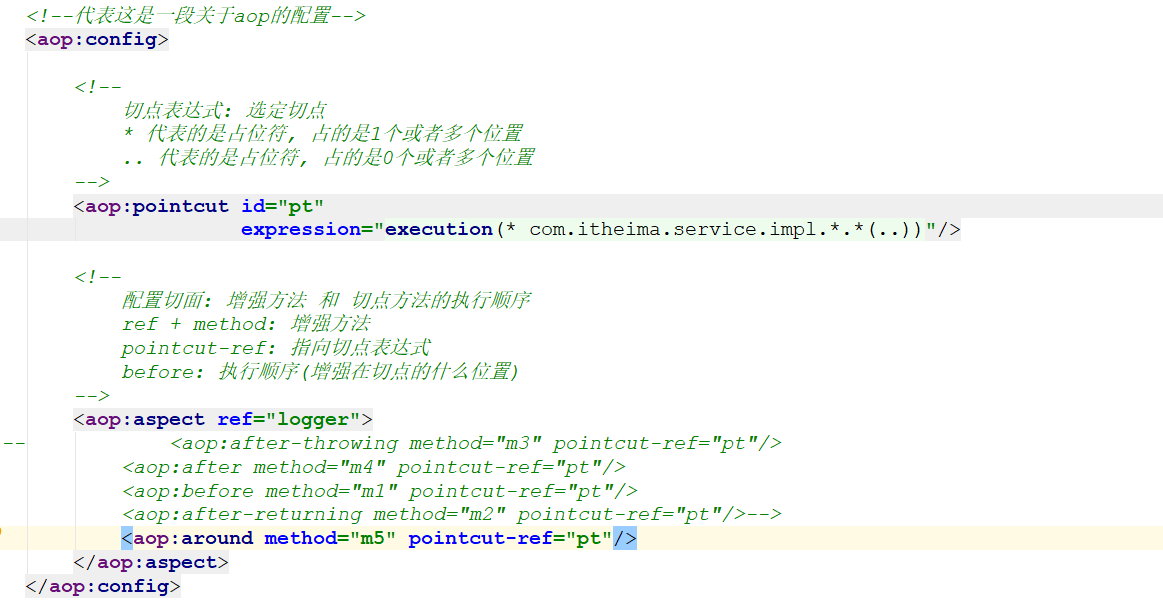 <!--代表这是一段关于aop的配置-->
<aop:config>
<!--
切点表达式: 选定切点
* 代表的是占位符, 占的是1个或者多个位置
.. 代表的是占位符, 占的是0个或者多个位置
-->
<aop:pointcut id="pt"
expression="execution(* com.itheima.service.impl.*.*(..))"/>
<!--
配置切面: 增强方法 和 切点方法的执行顺序
ref + method: 增强方法
pointcut-ref: 指向切点表达式
before: 执行顺序(增强在切点的什么位置)
-->
<aop:aspect ref="logger">
-- <aop:after-throwing method="m3" pointcut-ref="pt"/>
<aop:after method="m4" pointcut-ref="pt"/>
<aop:before method="m1" pointcut-ref="pt"/>
<aop:after-returning method="m2" pointcut-ref="pt"/>-->
<aop:around method="m5" pointcut-ref="pt"/>
</aop:aspect>
</aop:config>